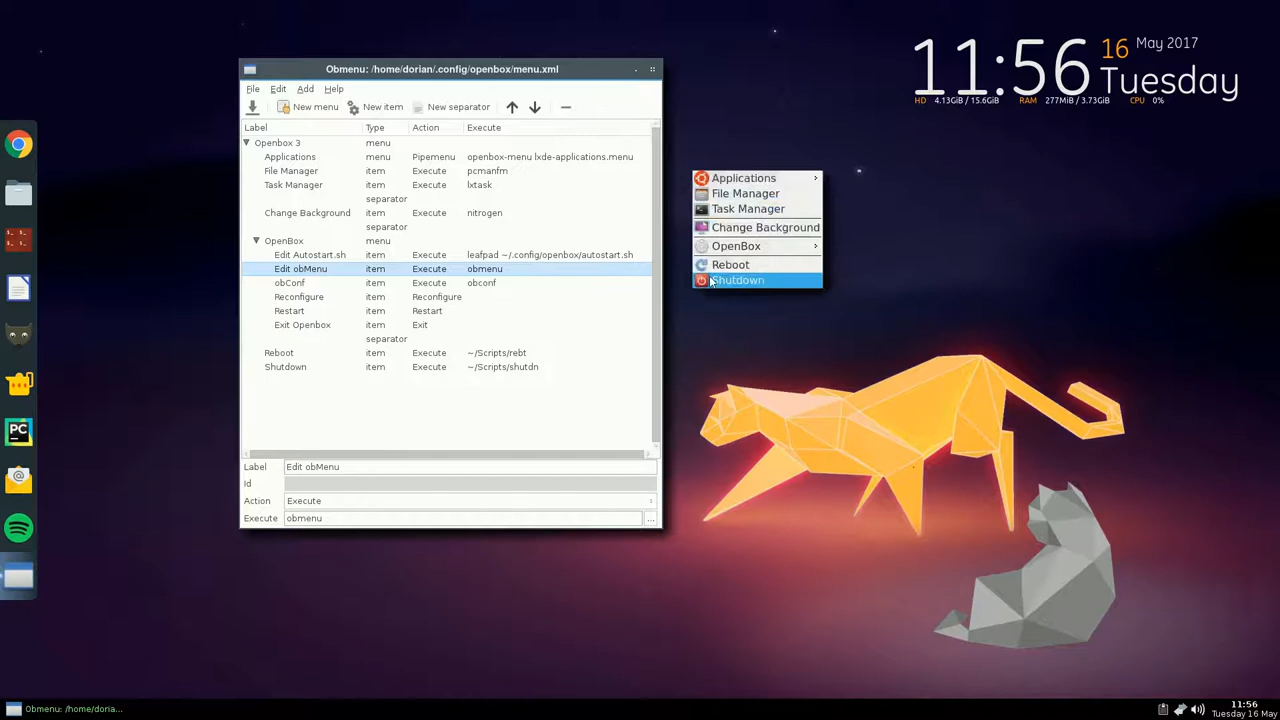 11:56 16 May 2017
Tuesday
HD 4.13GiB / 15.6GiB RAM 277MiB / 3.73GiB CPU 0%
Obmenu: /home/dorian/.config/openbox/menu.xml
File Edit Add Help
New menu New item New separator
Label Type Action Execute
Openbox 3 menu
Applications menu Pipemenu openbox-menu lxde-applications.menu
File Manager item Execute pcmanfm
Task Manager item Execute lxtask
separator
Change Background item Execute nitrogen
separator
OpenBox menu
Edit Autostart.sh item Execute leafpad ~/.config/openbox/autostart.sh
Edit obMenu item Execute obmenu
obConf item Execute obconf
Reconfigure item Reconfigure
Restart item Restart
Exit Openbox item Exit
separator
Reboot item Execute ~/Scripts/rebt
Shutdown item Execute ~/Scripts/shutdn
Label Edit obMenu
Id
Action Execute
Execute obmenu ...
Applications
File Manager
Task Manager
Change Background
OpenBox
Reboot
Shutdown
PC
Obmenu: /home/doria...
11:56
Tuesday 16 May